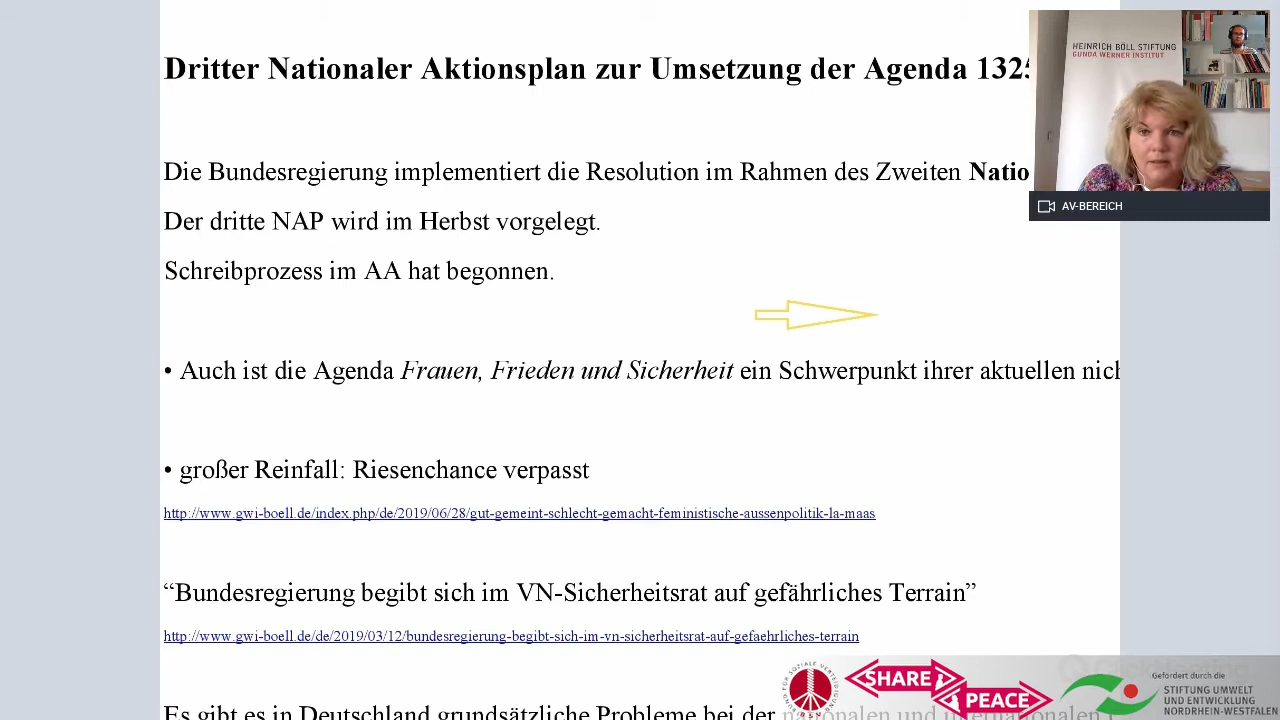 Dritter Nationaler Aktionsplan zur Umsetzung der Agenda 1325
HEINRICH BÖLL STIFTUNG
GUNDA WERNER INSTITUT
Die Bundesregierung implementiert die Resolution im Rahmen des Zweiten Natio
AV-BEREICH
Der dritte NAP wird im Herbst vorgelegt.
Schreibprozess im AA hat begonnen.
• Auch ist die Agenda Frauen, Frieden und Sicherheit ein Schwerpunkt ihrer aktuellen nich
• großer Reinfall: Riesenchance verpasst
http://www.gwi-boell.de/index.php/de/2019/06/28/gut-gemeint-schlecht-gemacht-feministische-aussenpolitik-la-maas
“Bundesregierung begibt sich im VN-Sicherheitsrat auf gefährliches Terrain”
http://www.gwi-boell.de/de/2019/03/12/bundesregierung-begibt-sich-im-vn-sicherheitsrat-auf-gefaehrliches-terrain
ClickMeeting
SHARE
PEACE
Gefördert durch die
STIFTUNG UMWELT
UND ENTWICKLUNG
NORDRHEIN-WESTFALEN
Es gibt es in Deutschland grundsätzliche Probleme bei der nationalen und internationalen